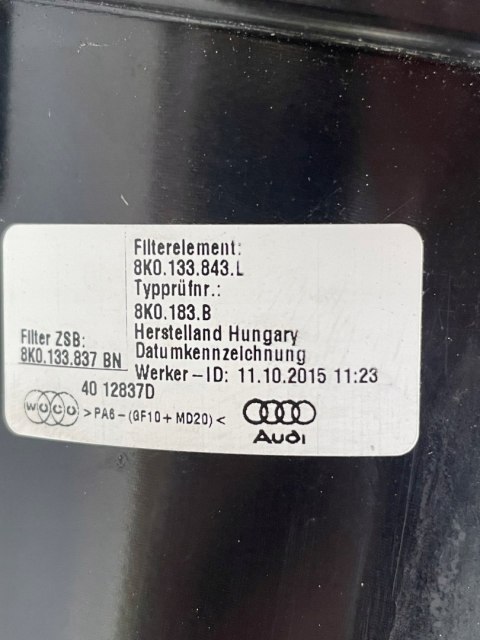 Filterelement:
8K0.133.843.L
Typprüfnr.:
8K0.183.B
Herstelland Hungary
Datumkennzeichnung
Werker-ID: 11.10.2015 11:23
Filter ZSB:
8K0.133.837 BN
40 12837D
WOCO
>PA6-(GF10+MD20)<
Audi